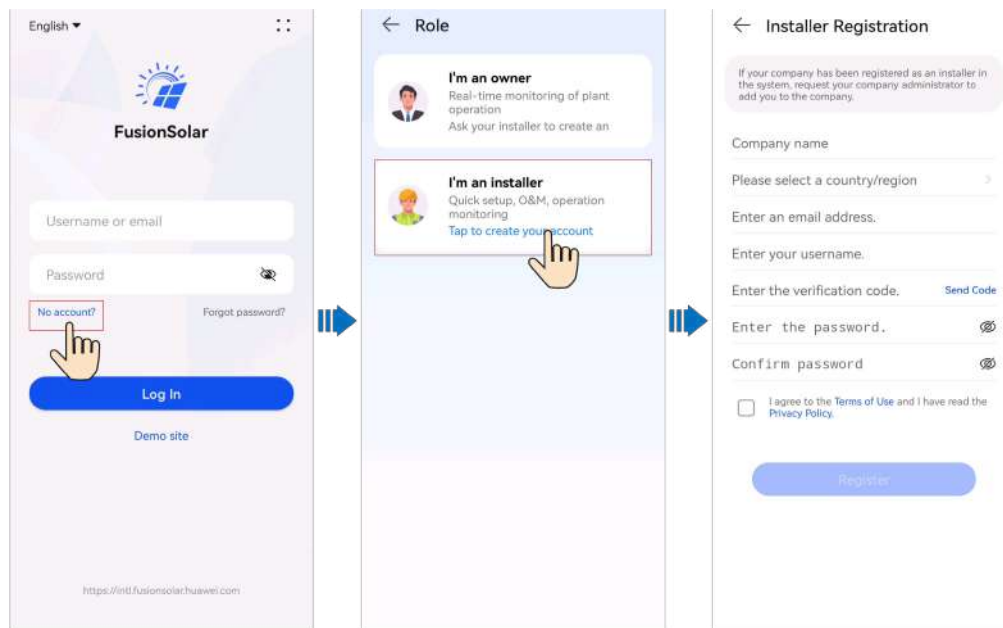 English
FusionSolar
Username or email
Password
No account?
Forgot password?
Log In
Demo site
https://intl.fusionsolar.huawei.com
Role
I'm an owner
Real-time monitoring of plant
operation
Ask your installer to create an
I'm an installer
Quick setup, O&M, operation
monitoring
Tap to create your account
Installer Registration
If your company has been registered as an installer in
the system, request your company administrator to
add you to the company.
Company name
Please select a country/region
Enter an email address.
Enter your username.
Enter the verification code.
Send Code
Enter the password.
Confirm password
I agree to the Terms of Use and I have read the
Privacy Policy.
Register